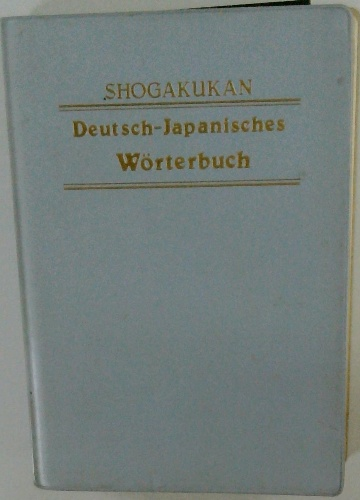 SHOGAKUKAN
Deutsch-Japanisches
Wörterbuch